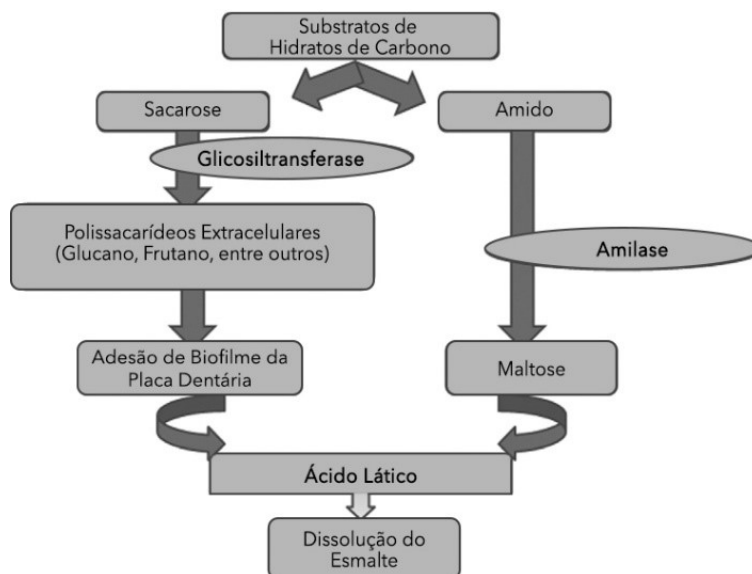 Substratos de
Hidratos de Carbono
Sacarose
Amido
Glicosiltransferase
Polissacarídeos Extracelulares
(Glucano, Frutano, entre outros)
Amilase
Adesão de Biofilme da
Placa Dentária
Maltose
Ácido Lático
Dissolução do
Esmalte